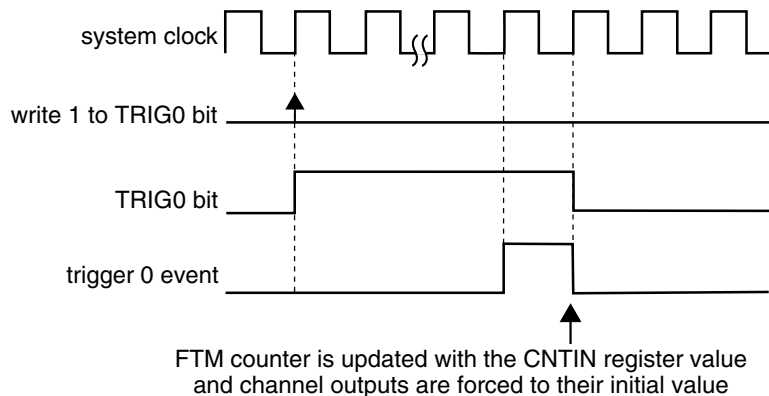 system clock
write 1 to TRIG0 bit
TRIG0 bit
trigger 0 event
FTM counter is updated with the CNTIN register value
and channel outputs are forced to their initial value